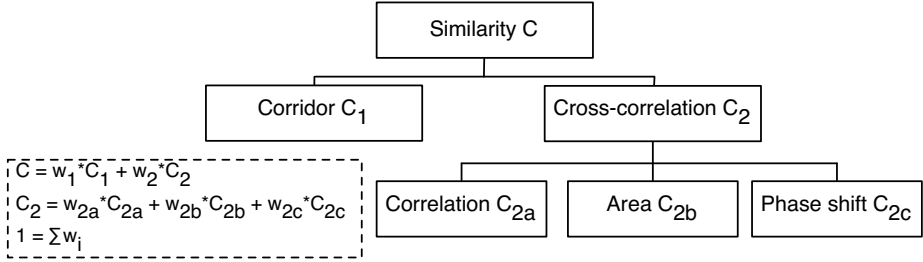 Similarity C
Corridor C₁
Cross-correlation C₂
C = w₁*C₁ + w₂*C₂
C₂ = w₂ₐ*C₂ₐ + w₂b*C₂b + w₂c*C₂c
1 = ∑wᵢ
Correlation C₂ₐ
Area C₂b
Phase shift C₂c